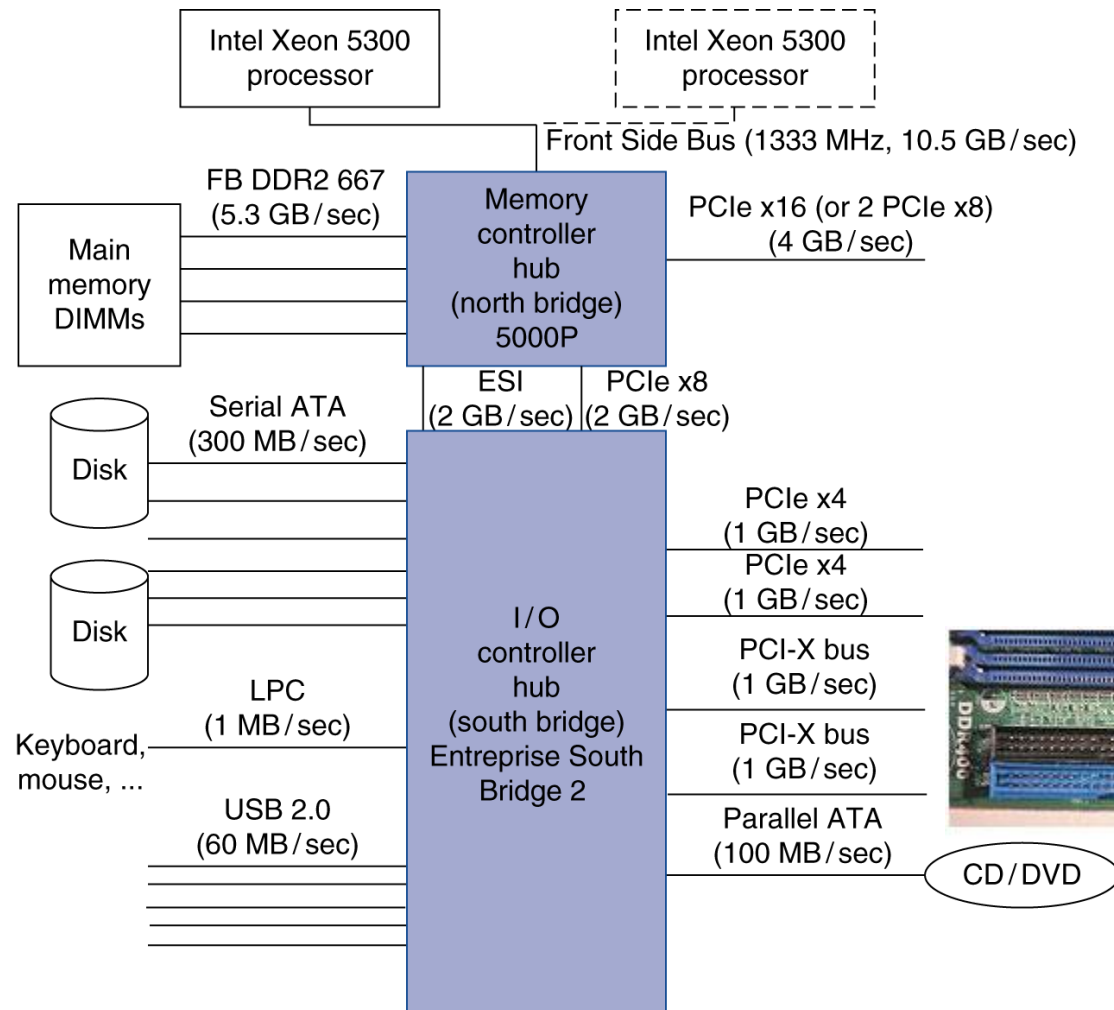 Intel Xeon 5300
processor
Intel Xeon 5300
processor
Front Side Bus (1333 MHz, 10.5 GB/sec)
FB DDR2 667
(5.3 GB/sec)
Main
memory
DIMMs
Memory
controller
hub
(north bridge)
5000P
PCIe x16 (or 2 PCIe x8)
(4 GB/sec)
ESI
(2 GB/sec)
PCIe x8
(2 GB/sec)
Serial ATA
(300 MB/sec)
Disk
Disk
LPC
(1 MB/sec)
Keyboard,
mouse, ...
USB 2.0
(60 MB/sec)
I/O
controller
hub
(south bridge)
Entreprise South
Bridge 2
PCIe x4
(1 GB/sec)
PCIe x4
(1 GB/sec)
PCI-X bus
(1 GB/sec)
PCI-X bus
(1 GB/sec)
Parallel ATA
(100 MB/sec)
CD/DVD
DDR400